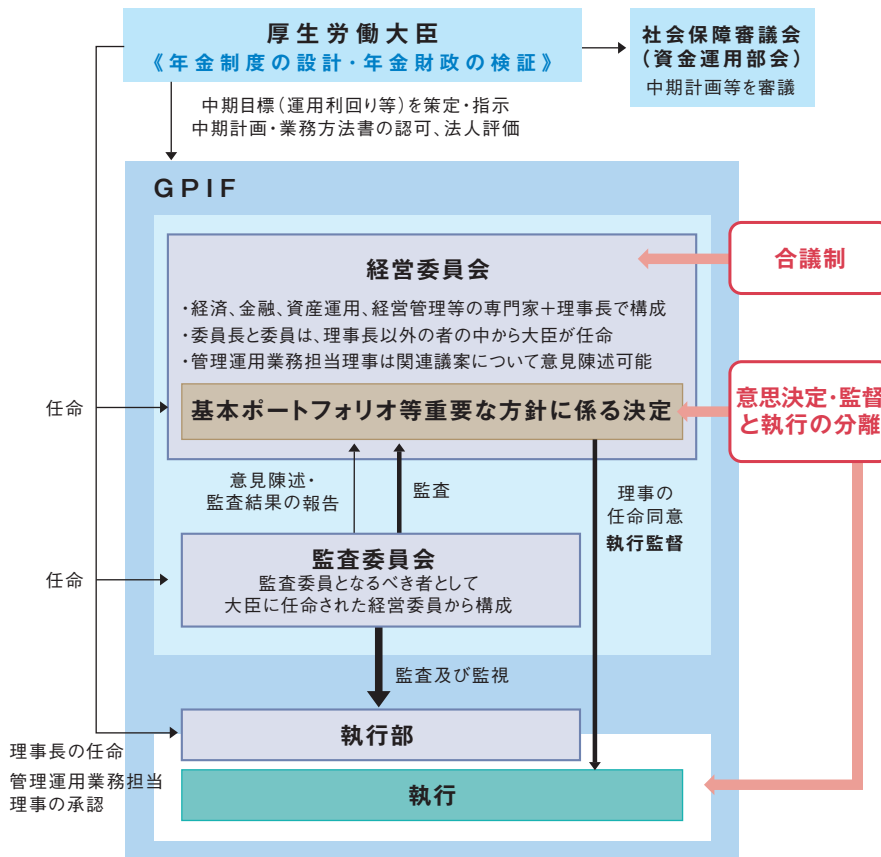 厚生労働大臣
《年金制度の設計・年金財政の検証》
社会保障審議会
(資金運用部会)
中期計画等を審議
中期目標(運用利回り等)を策定・指示
中期計画・業務方法書の認可、法人評価
GPIF
経営委員会
・経済、金融、資産運用、経営管理等の専門家+理事長で構成
・委員長と委員は、理事長以外の者の中から大臣が任命
・管理運用業務担当理事は関連議案について意見陳述可能
基本ポートフォリオ等重要な方針に係る決定
合議制
意思決定・監督
と執行の分離
任命
意見陳述・
監査結果の報告
監査
理事の
任命同意
執行監督
任命
監査委員会
監査委員となるべき者として
大臣に任命された経営委員から構成
監査及び監視
執行部
理事長の任命
管理運用業務担当
理事の承認
執行